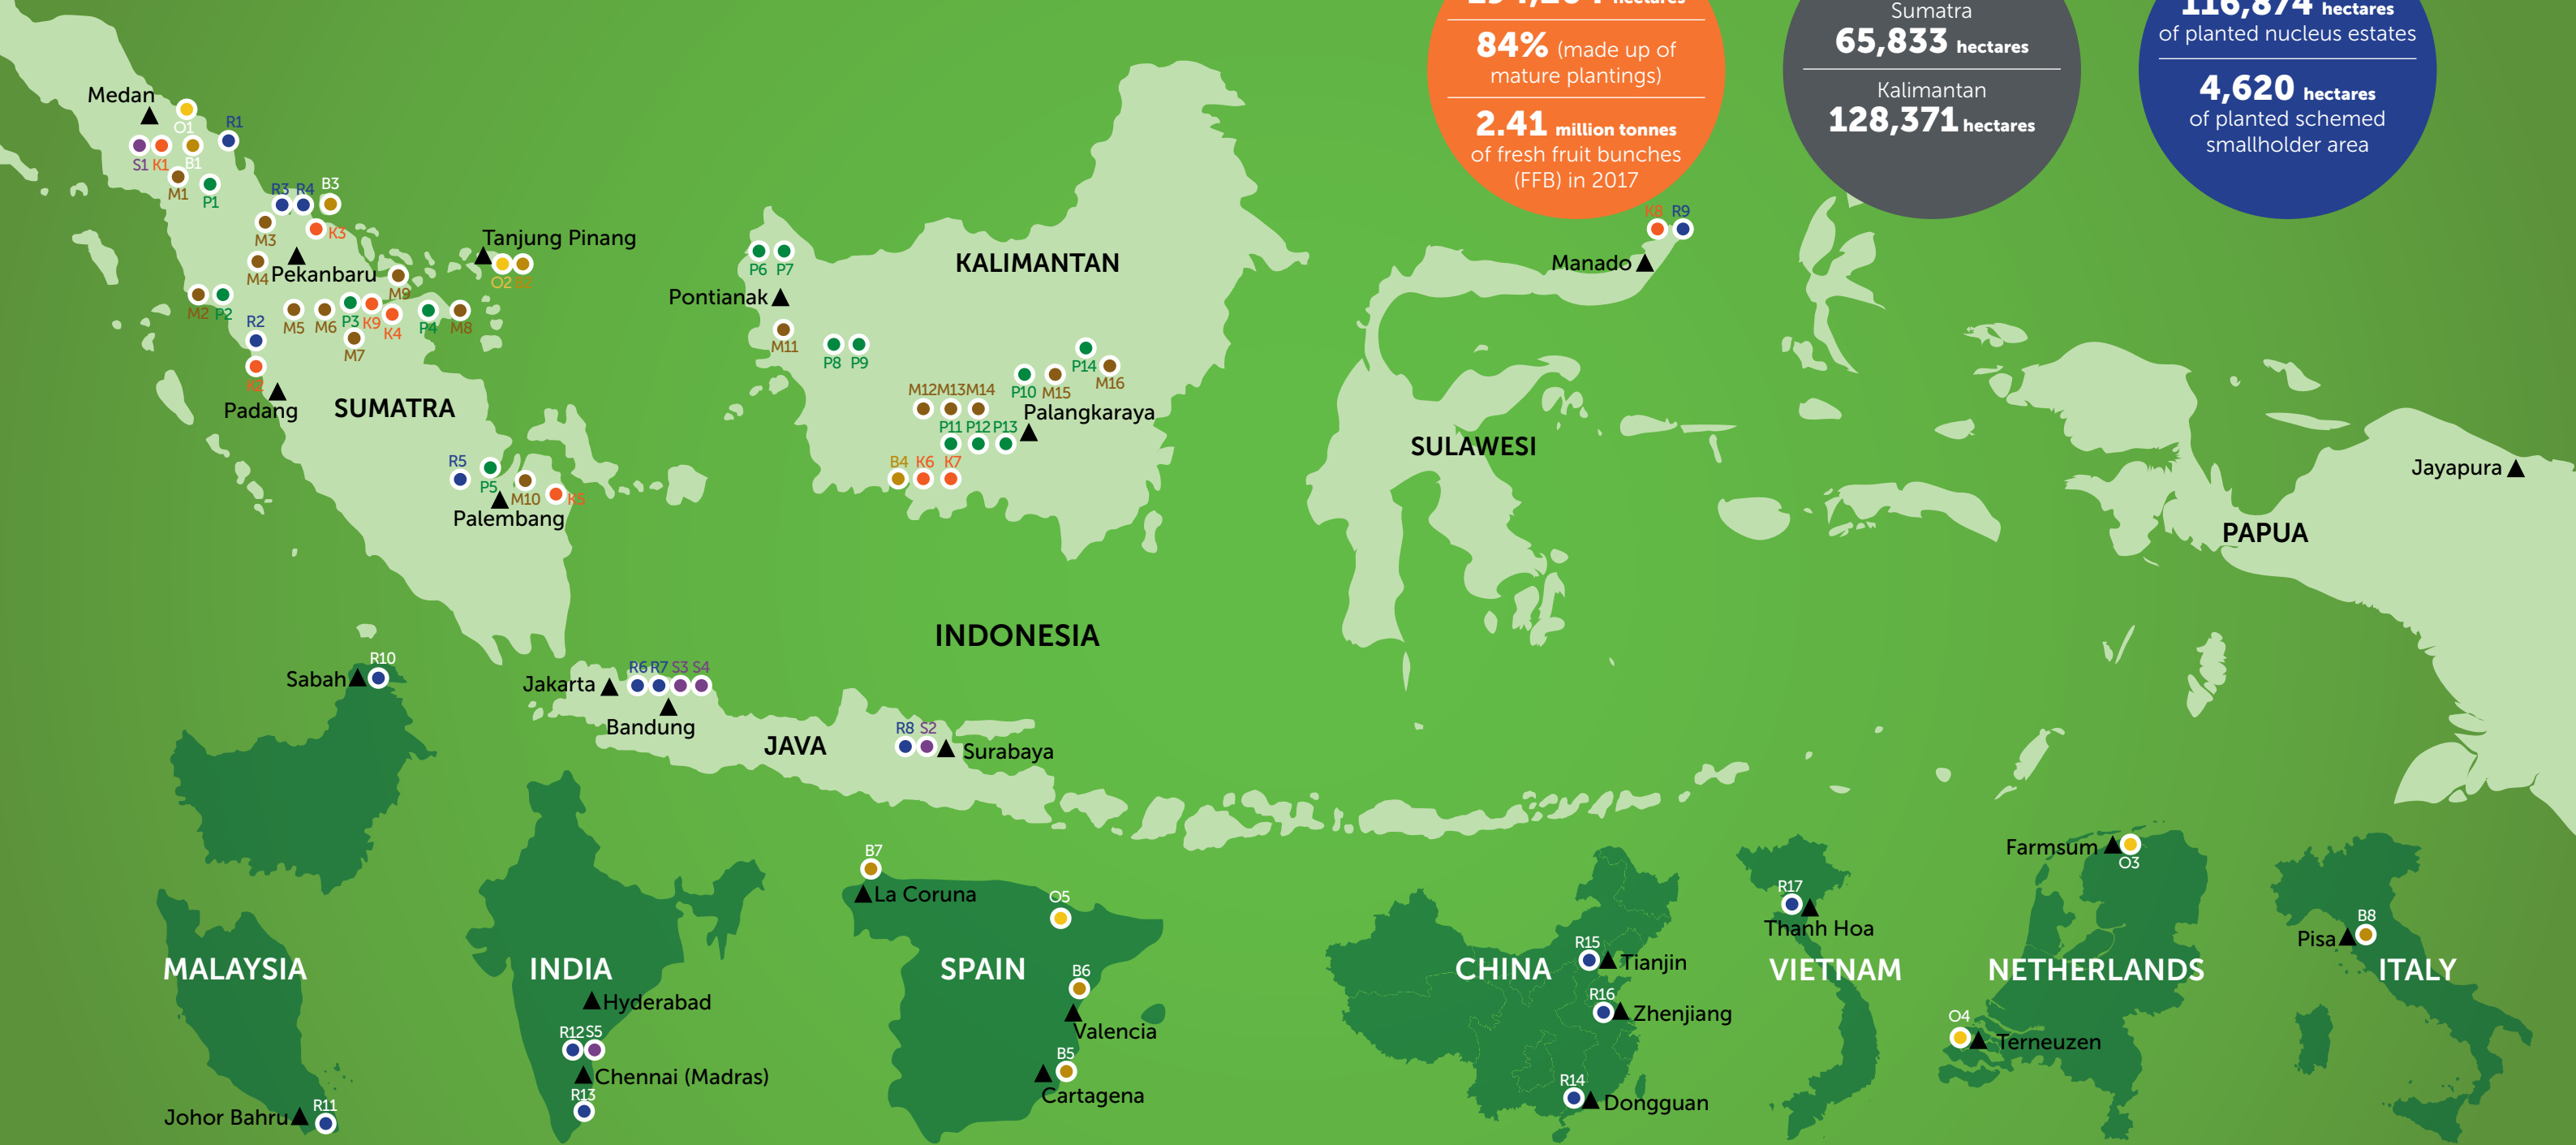 hectares
84% (made up of
mature plantings)
2.41 million tonnes
of fresh fruit bunches
(FFB) in 2017
Sumatra
65,833 hectares
Kalimantan
128,371 hectares
116,874 hectares
of planted nucleus estates
4,620 hectares
of planted schemed
smallholder area
Medan
O1
R1
S1 K1 B1
M1 P1
R3 R4 B3
M3 K3
Tanjung Pinang
O2 B2
M4 Pekanbaru
M9
M2 P2
M5 M6 P3 K9 K4 P4 M8
R2
M7
K2
Padang
SUMATRA
R5 P5 M10 K5
Palembang
KALIMANTAN
P6 P7
Pontianak
M11
P8 P9
P14
P10 M15 M16
M12 M13 M14
Palangkaraya
P11 P12 P13
B4 K6 K7
K8 R9
Manado
SULAWESI
Jayapura
PAPUA
INDONESIA
Jakarta
R6 R7 S3 S4
Bandung
JAVA
R8 S2
Surabaya
R10
Sabah
MALAYSIA
Johor Bahru
R11
INDIA
Hyderabad
R12 S5
Chennai (Madras)
R13
B7
La Coruna
O5
SPAIN
B6
Valencia
B5
Cartagena
CHINA
R15
Tianjin
R16
Zhenjiang
R14
Dongguan
R17
Thanh Hoa
VIETNAM
Farmsum
O3
NETHERLANDS
O4
Terneuzen
B8
Pisa
ITALY